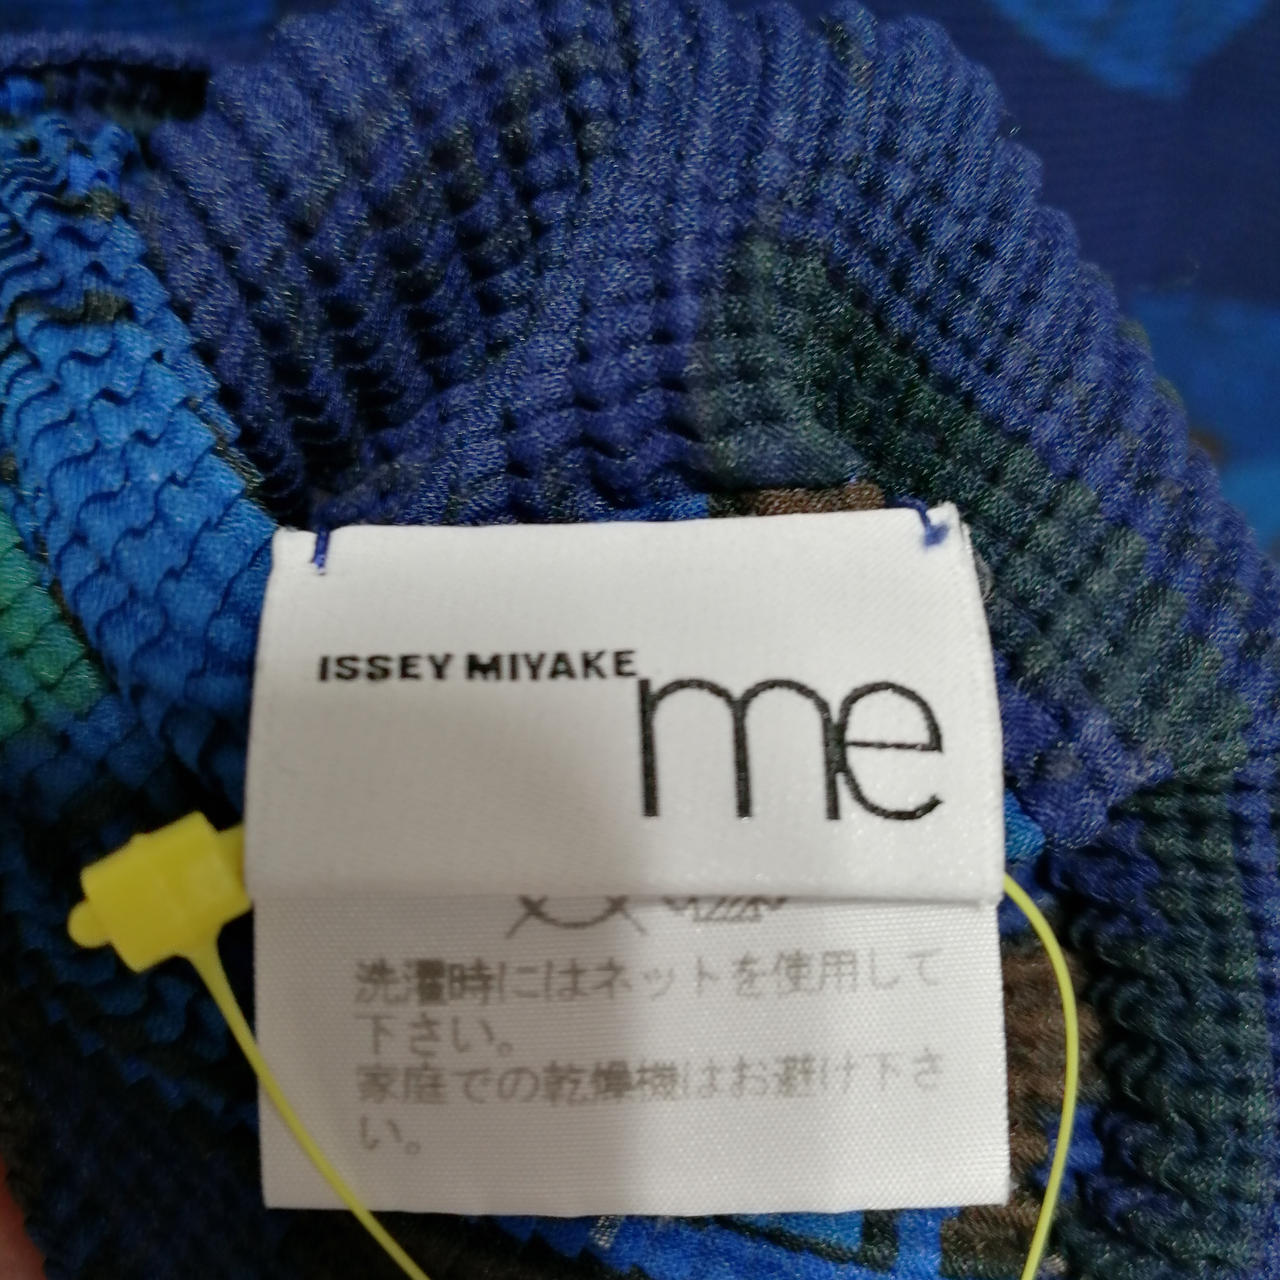 ISSEY MIYAKE
me
洗濯時にはネットを使用して
下さい。
家庭での乾燥機はお避け下さ
い。